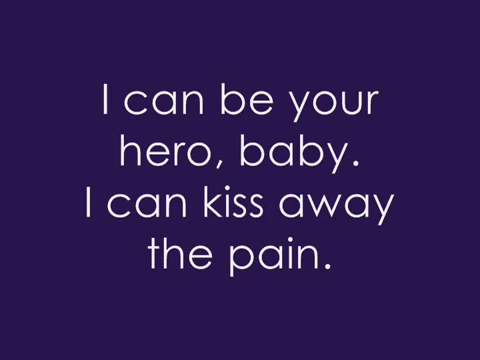 I can be your
hero, baby.
I can kiss away
the pain.